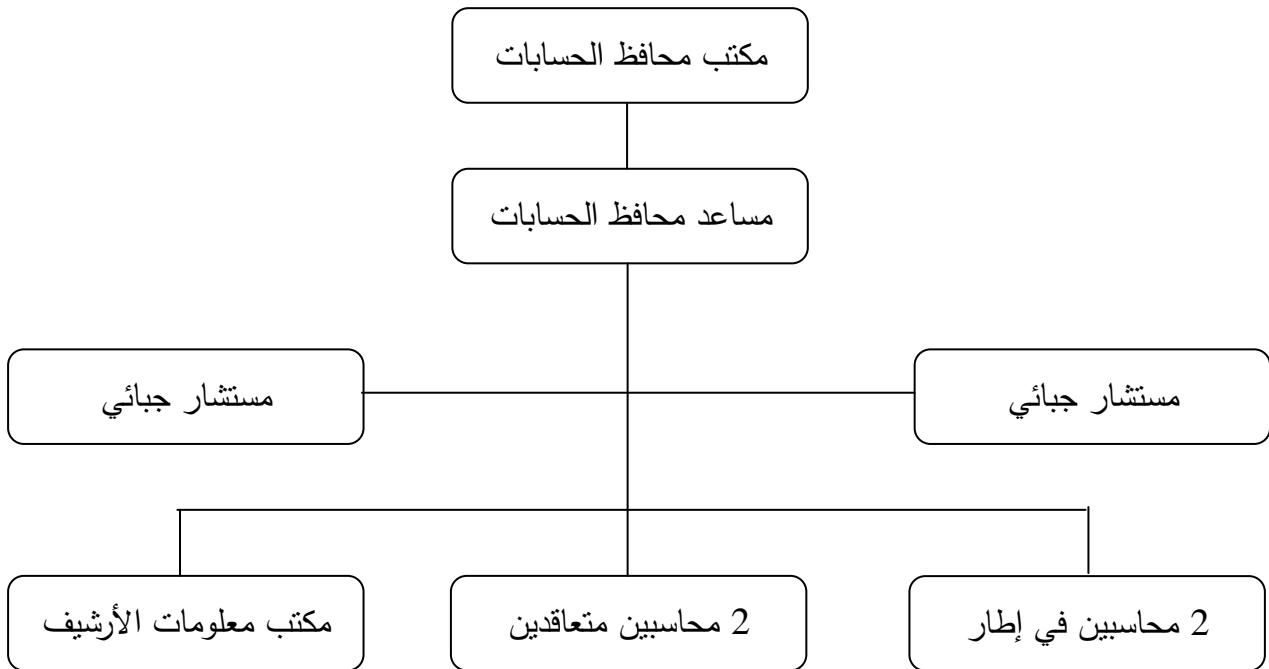 مكتب محافظ الحسابات
مساعد محافظ الحسابات
مستشار جبائي
مستشار جبائي
2 محاسبين في إطار
2 محاسبين متعاقدين
مكتب معلومات الأرشيف